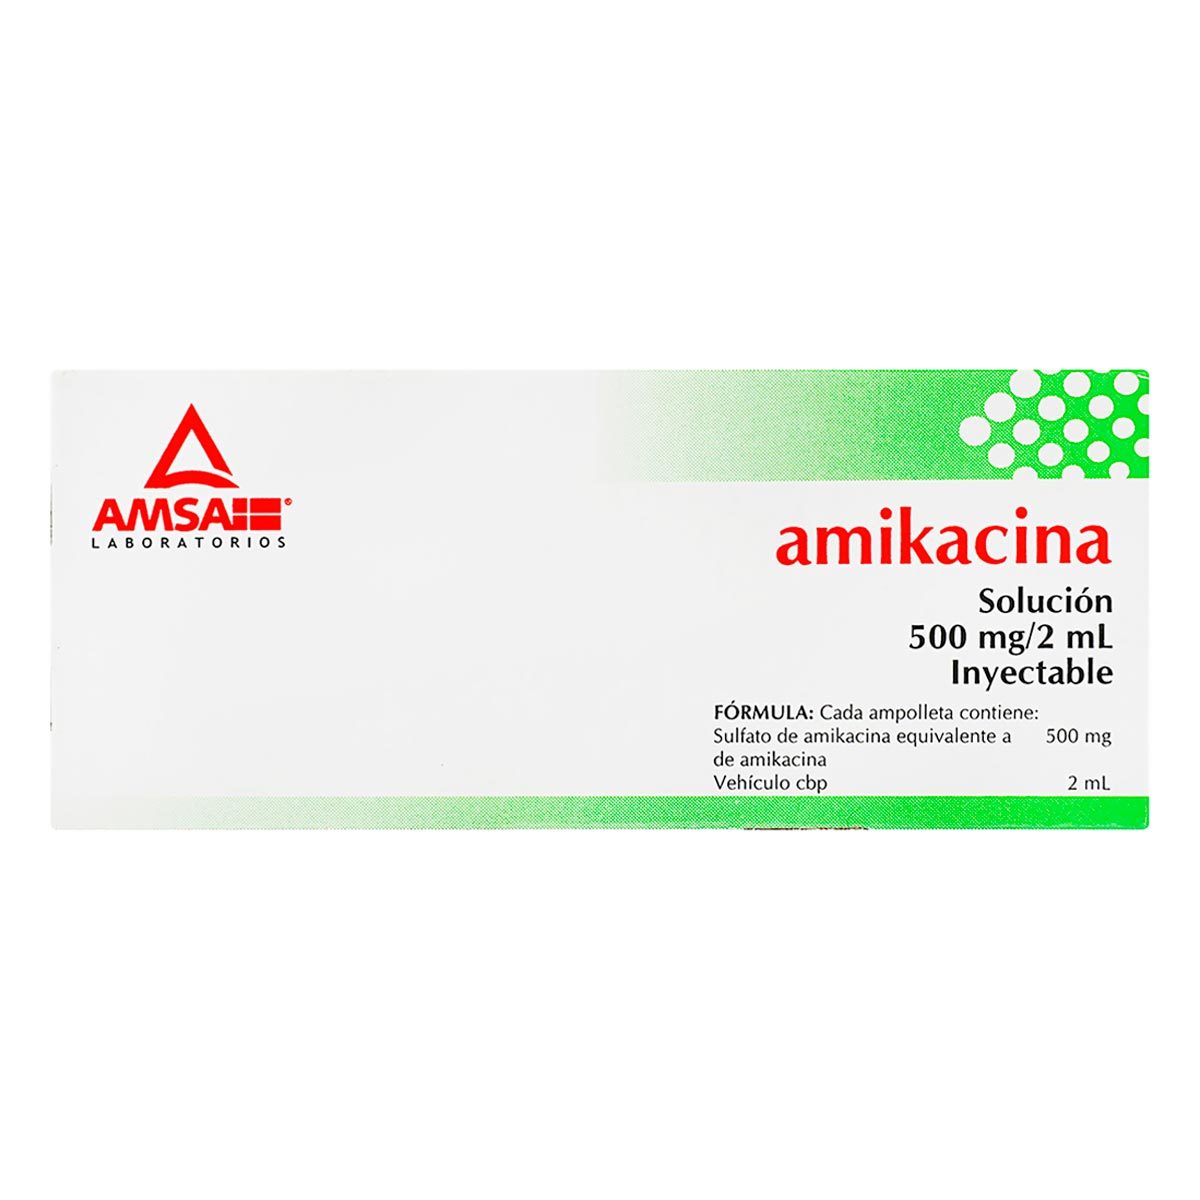 AMSA®
LABORATORIOS
amikacina
Solución
500 mg/2 mL
Inyectable
FÓRMULA: Cada ampolleta contiene:
Sulfato de amikacina equivalente a 500 mg
de amikacina
Vehículo cbp 2 mL